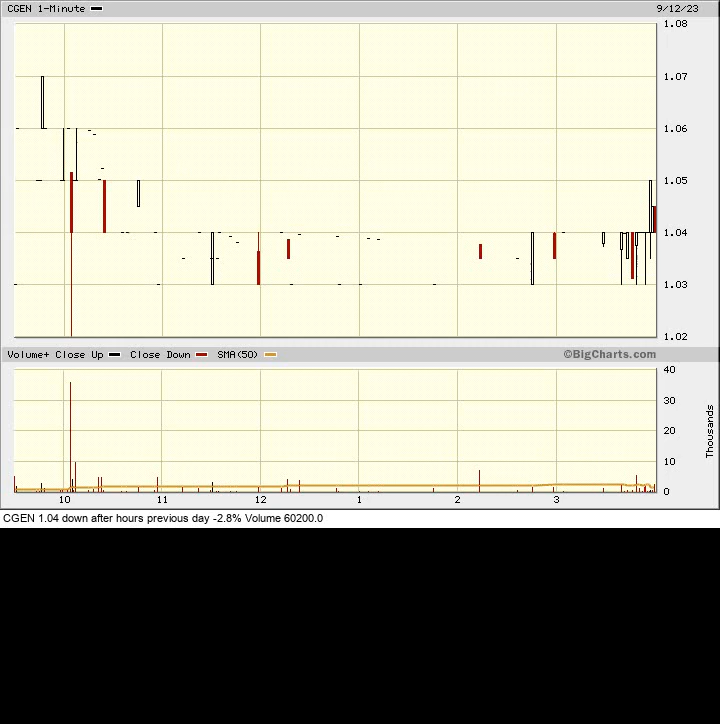 CGEN 1-Minute 9/12/23
1.08
1.07
1.06
1.05
1.04
1.03
1.02
Volume+ Close Up Close Down SMA(50) ©BigCharts.com
40
30
20
10
0
Thousands
10 11 12 1 2 3
CGEN 1.04 down after hours previous day -2.8% Volume 60200.0